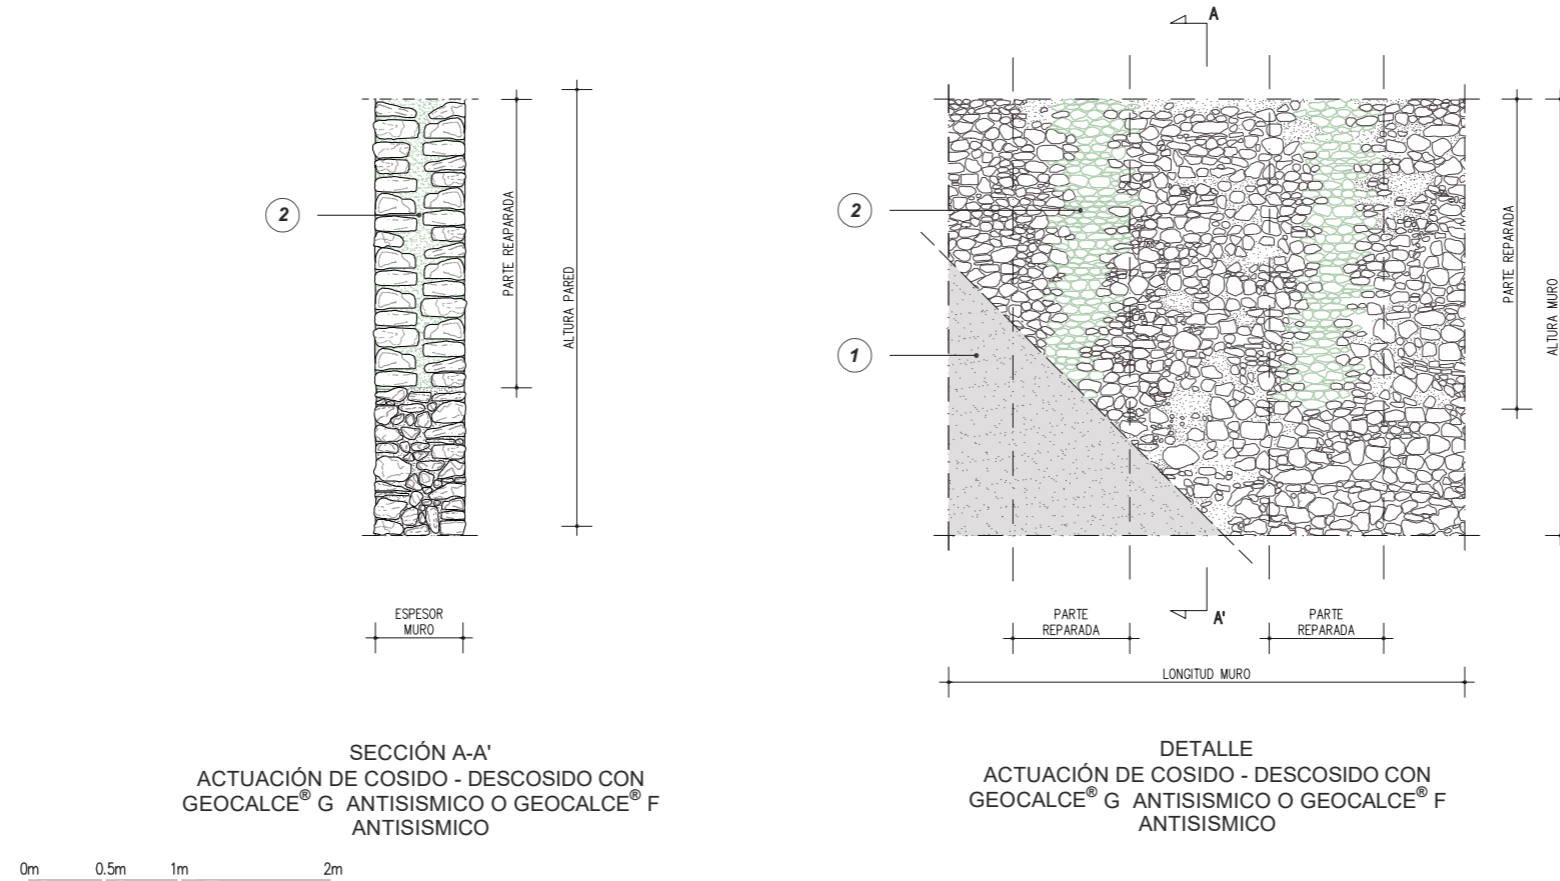 A
2
PARTE REAPARADA
ALTURA PARED
2
1
PARTE REPARADA
ALTURA MURO
ESPESOR
MURO
PARTE
REPARADA
A'
PARTE
REPARADA
LONGITUD MURO
SECCIÓN A-A'
ACTUACIÓN DE COSIDO - DESCOSIDO CON
GEOCALCE® G ANTISISMICO O GEOCALCE® F
ANTISISMICO
DETALLE
ACTUACIÓN DE COSIDO - DESCOSIDO CON
GEOCALCE® G ANTISISMICO O GEOCALCE® F
ANTISISMICO
0m 0.5m 1m 2m